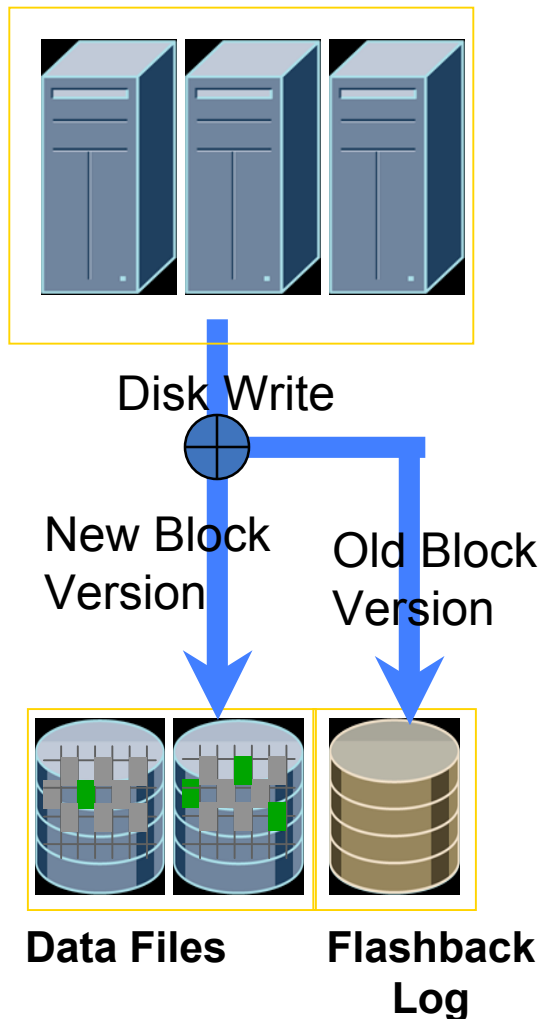 Disk Write
New Block
Version
Old Block
Version
Data Files
Flashback
Log